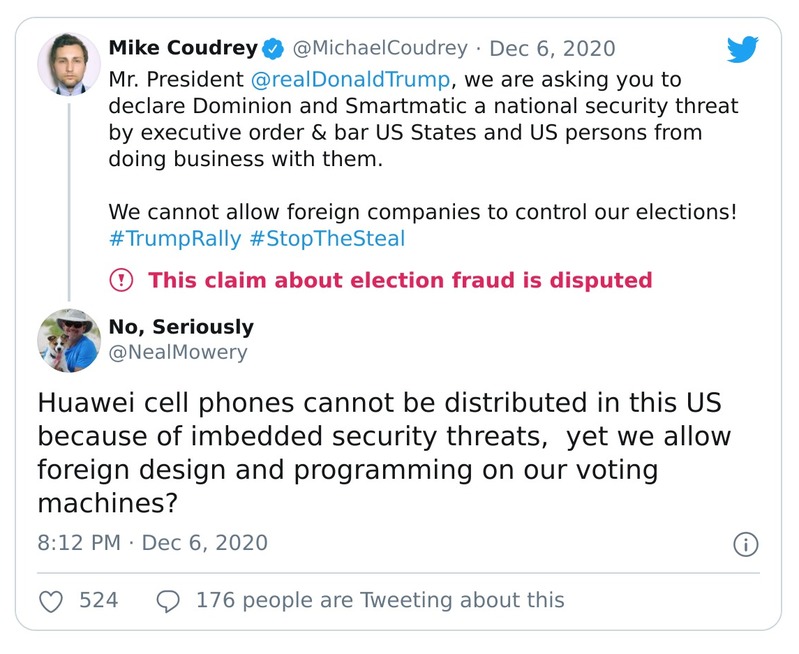 Mike Coudrey @MichaelCoudrey · Dec 6, 2020
Mr. President @realDonaldTrump, we are asking you to
declare Dominion and Smartmatic a national security threat
by executive order & bar US States and US persons from
doing business with them.
We cannot allow foreign companies to control our elections!
#TrumpRally #StopTheSteal
This claim about election fraud is disputed
No, Seriously
@NealMowery
Huawei cell phones cannot be distributed in this US
because of imbedded security threats,  yet we allow
foreign design and programming on our voting
machines?
8:12 PM · Dec 6, 2020
524 176 people are Tweeting about this